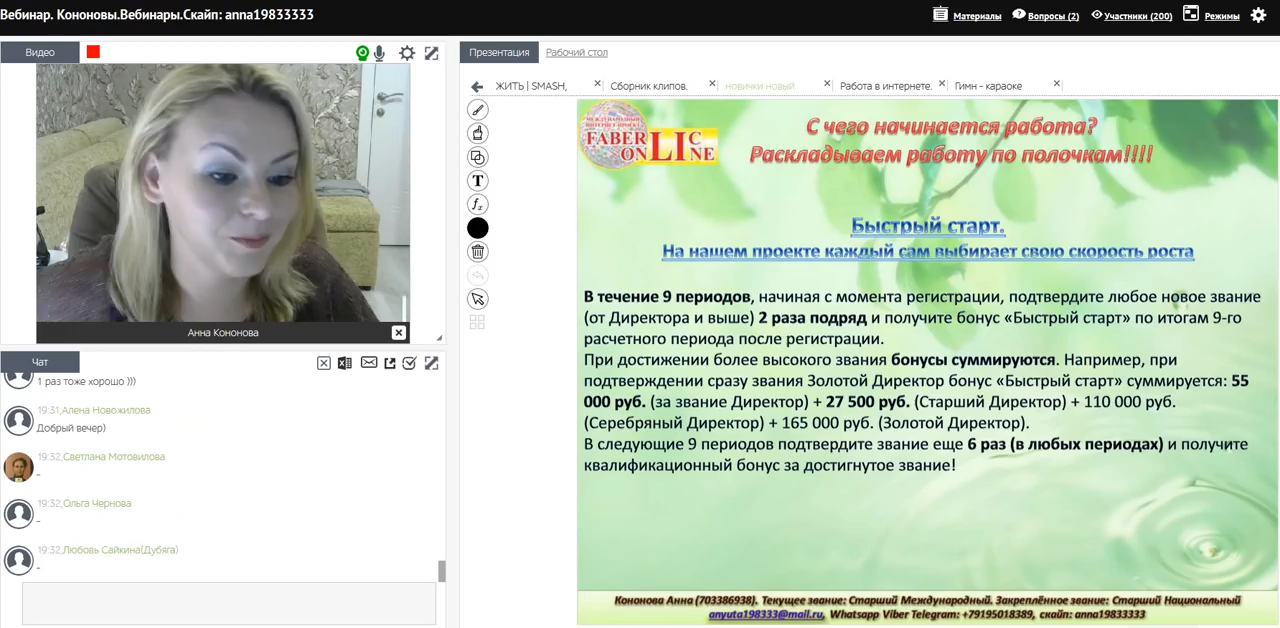 Вебинар. Кононовы.Вебинары.Скайп: anna19833333
Материалы
Вопросы (2)
Участники (200)
Режимы
Видео
Анна Кононова
Чат
1 раз тоже хорошо )))
19:31,Алена Новожилова
Добрый вечер)
19:32,Светлана Мотовилова
-
19:32,Ольга Чернова
-
19:32,Любовь Сайкина(Дубяга)
-
Презентация
Рабочий стол
ЖИТЬ | SMASH,
Сборник клипов.
новички новый
Работа в интернете.
Гимн - караоке
МЕЖДУНАРОДНЫЙ
ИНТЕРНЕТ-ПРОЕКТ
FABERLIC
ONLINE
С чего начинается работа?
Раскладываем работу по полочкам!!!!
Быстрый старт.
На нашем проекте каждый сам выбирает свою скорость роста
В течение 9 периодов, начиная с момента регистрации, подтвердите любое новое звание
(от Директора и выше) 2 раза подряд и получите бонус «Быстрый старт» по итогам 9-го
расчетного периода после регистрации.
При достижении более высокого звания бонусы суммируются. Например, при
подтверждении сразу звания Золотой Директор бонус «Быстрый старт» суммируется: 55
000 руб. (за звание Директор) + 27 500 руб. (Старший Директор) + 110 000 руб.
(Серебряный Директор) + 165 000 руб. (Золотой Директор).
В следующие 9 периодов подтвердите звание еще 6 раз (в любых периодах) и получите
квалификационный бонус за достигнутое звание!
Кононова Анна (703386938). Текущее звание: Старший Международный. Закреплённое звание: Старший Национальный
anyuta198333@mail.ru, Whatsapp Viber Telegram: +79195018389, скайп: anna19833333